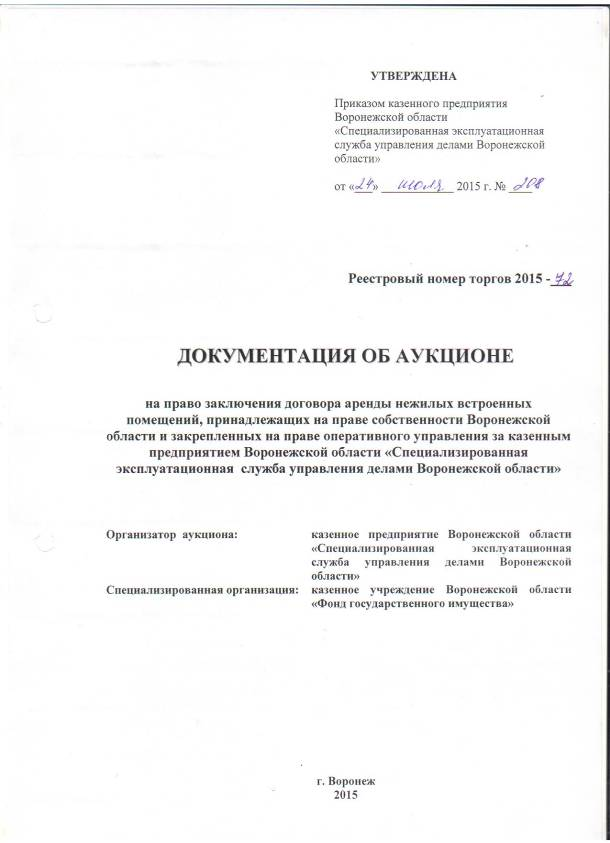 УТВЕРЖДЕНА
Приказом казенного предприятия
Воронежской области
«Специализированная эксплуатационная
служба управления делами Воронежской
области»
от «24» июля 2015 г. № 208
Реестровый номер торгов 2015 - 72
ДОКУМЕНТАЦИЯ ОБ АУКЦИОНЕ
на право заключения договора аренды нежилых встроенных
помещений, принадлежащих на праве собственности Воронежской
области и закрепленных на праве оперативного управления за казенным
предприятием Воронежской области «Специализированная
эксплуатационная служба управления делами Воронежской области»
Организатор аукциона: казенное предприятие Воронежской области
«Специализированная эксплуатационная
служба управления делами Воронежской
области»
Специализированная организация: казенное учреждение Воронежской области
«Фонд государственного имущества»
г. Воронеж
2015